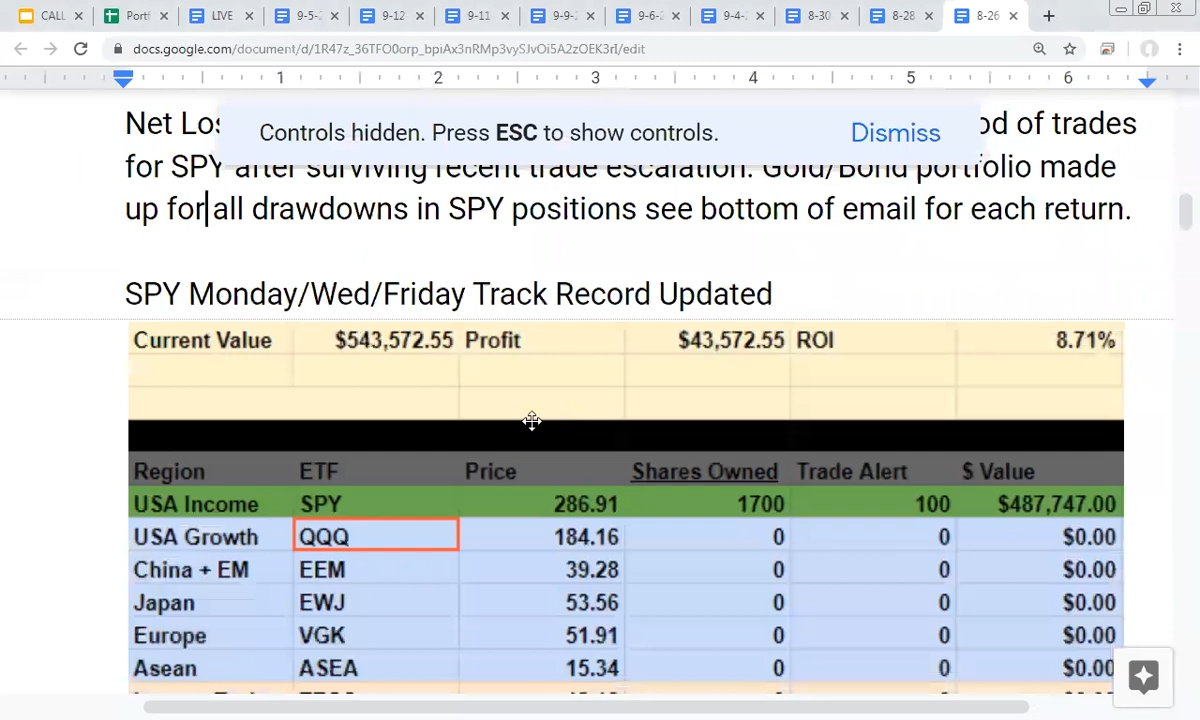 CALL Portf LIVE 9-5- 9-12 9-11 9-9- 9-6- 9-4- 8-30 8-28 8-26
docs.google.com/document/d/1R47z_36TFO0orp_bpiAx3nRMp3vySJvOi5A2zOEK3rI/edit
1 2 3 4 5 6
Controls hidden. Press ESC to show controls. Dismiss
Net of trades
for SPY after surviving recent trade escalation. Gold/Bond portfolio made
up for all drawdowns in SPY positions see bottom of email for each return.
SPY Monday/Wed/Friday Track Record Updated
Current Value $543,572.55 Profit $43,572.55 ROI 8.71%
Region ETF Price Shares Owned Trade Alert $ Value
USA Income SPY 286.91 1700 100 $487,747.00
USA Growth QQQ 184.16 0 0 $0.00
China + EM EEM 39.28 0 0 $0.00
Japan EWJ 53.56 0 0 $0.00
Europe VGK 51.91 0 0 $0.00
Asean ASEA 15.34 0 0 $0.00